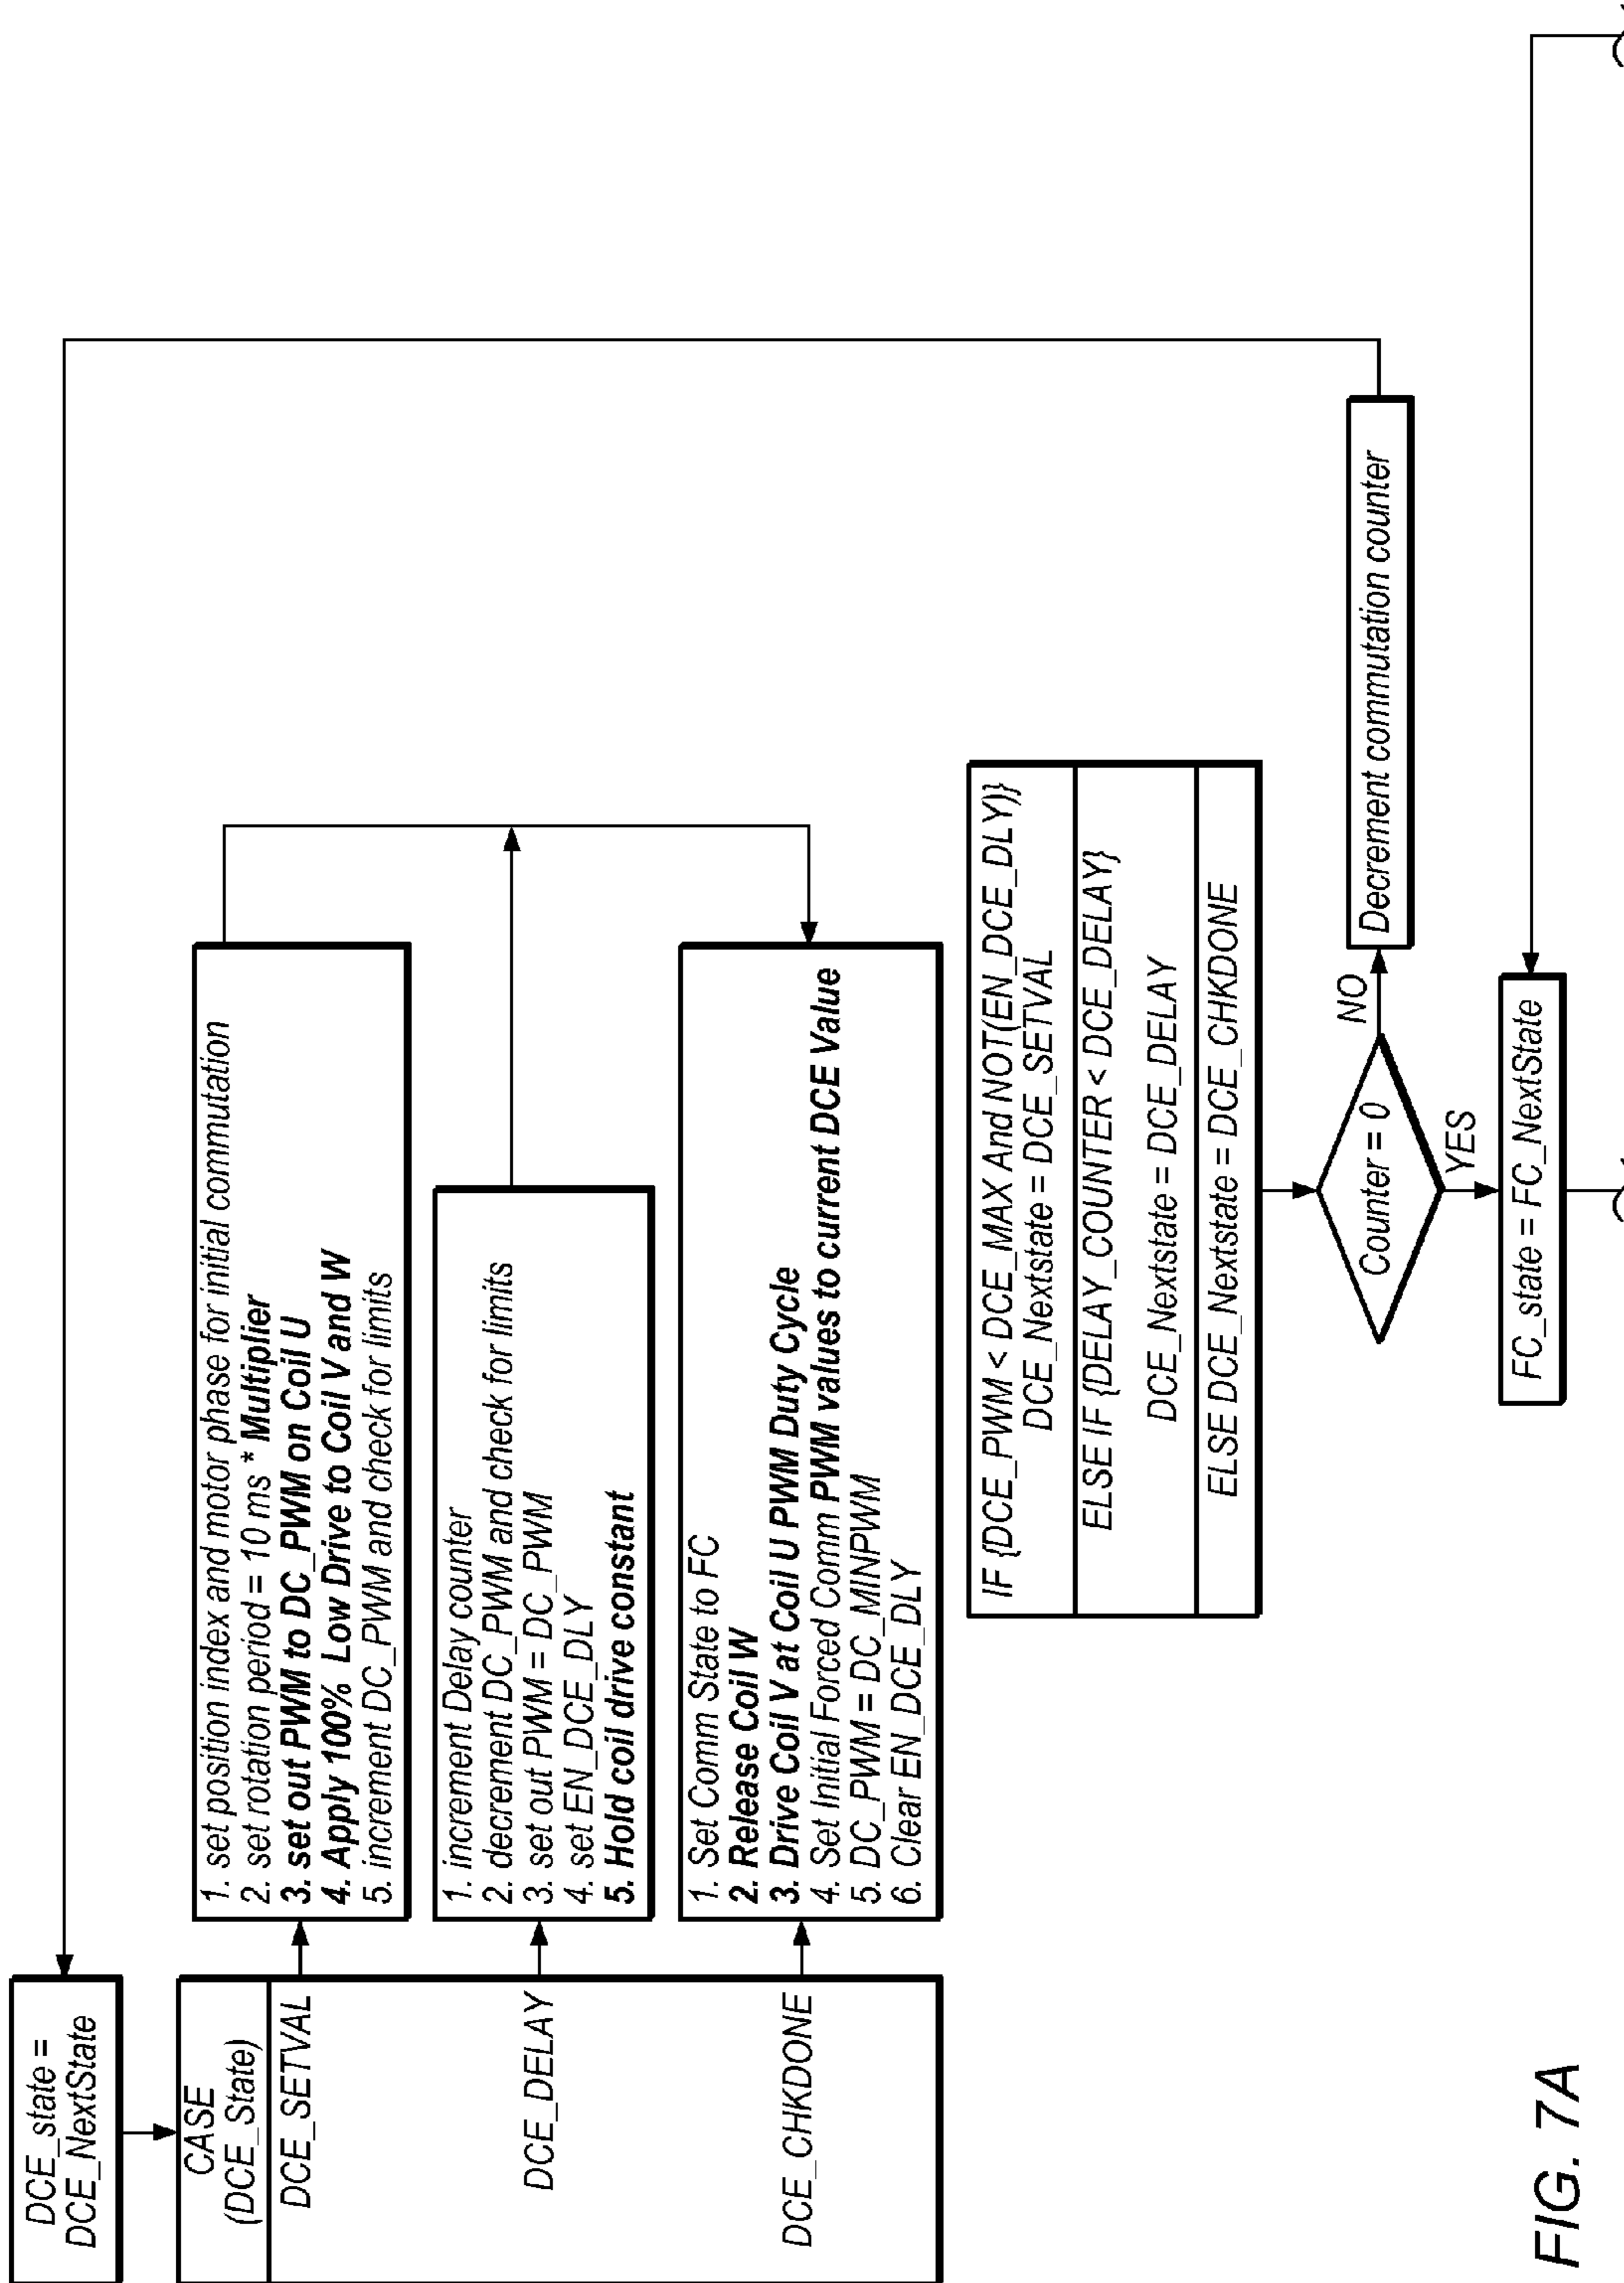 DCE_state =
DCE_NextState
CASE
(DCE_State)
DCE_SETVAL
1. set position index and motor phase for initial commutation
2. set rotation period = 10 ms * Multiplier
3. set out PWM to DC_PWM on Coil U
4. Apply 100% Low Drive to Coil V and W
5. increment DC_PWM and check for limits
DCE_DELAY
1. increment Delay counter
2. decrement DC_PWM and check for limits
3. set out PWM = DC_PWM
4. set EN_DCE_DLY
5. Hold coil drive constant
DCE_CHKDONE
1. Set Comm State to FC
2. Release Coil W
3. Drive Coil V at Coil U PWM Duty Cycle
4. Set Initial Forced Comm PWM values to current DCE Value
5. DC_PWM = DC_MINPWM
6. Clear EN_DCE_DLY
IF {DCE_PWM < DCE_MAX And NOT(EN_DCE_DLY)}
DCE_Nextstate = DCE_SETVAL
ELSE IF {DELAY_COUNTER < DCE_DELAY}
DCE_Nextstate = DCE_DELAY
ELSE DCE_Nextstate = DCE_CHKDONE
Counter = 0
NO
Decrement commutation counter
YES
FC_state = FC_NextState
FIG. 7A